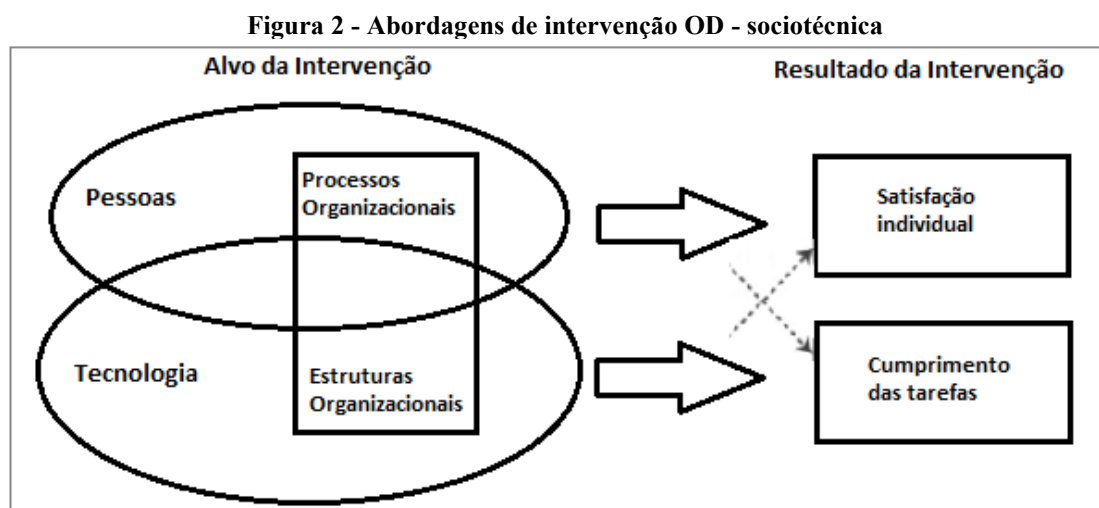 Figura 2 - Abordagens de intervenção OD - sociotécnica
Alvo da Intervenção
Resultado da Intervenção
Pessoas
Processos
Organizacionais
Satisfação
individual
Tecnologia
Estruturas
Organizacionais
Cumprimento
das tarefas